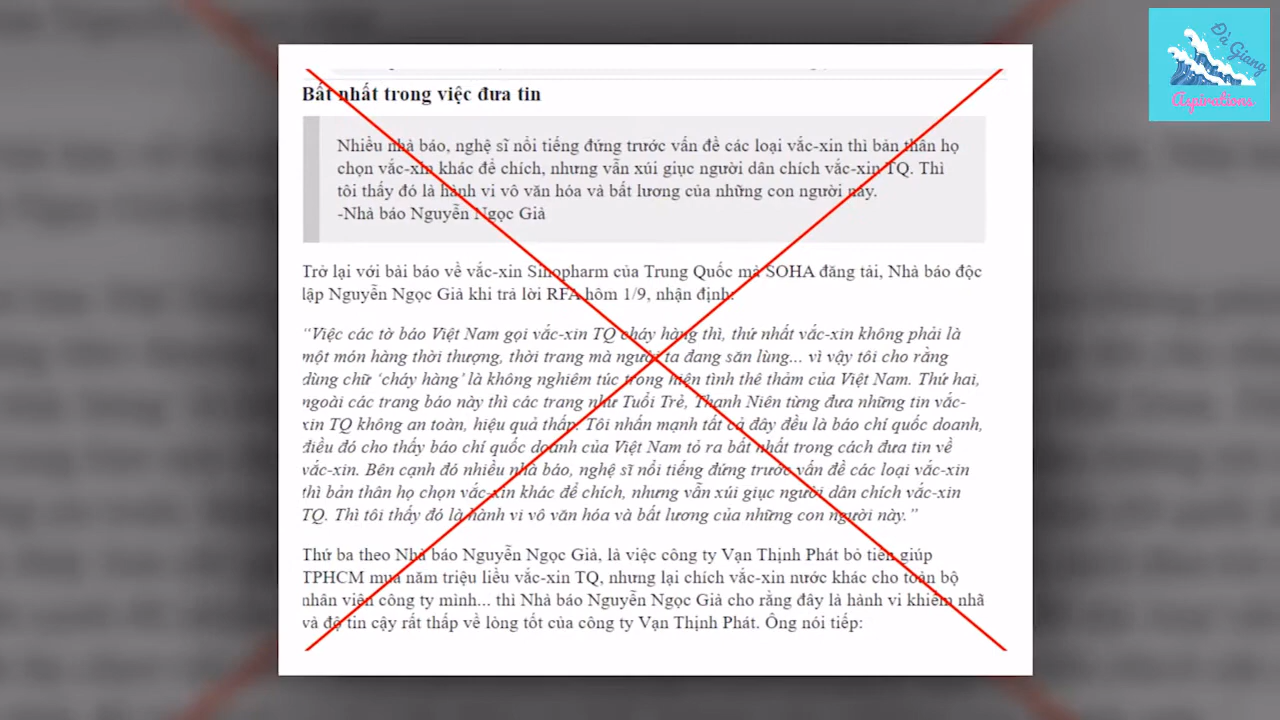 Đà Giang
Aspirations
Bất nhất trong việc đưa tin
Nhiều nhà báo, nghệ sĩ nổi tiếng đứng trước vấn đề các loại vắc-xin thì bản thân họ
chọn vắc-xin khác để chích, nhưng vẫn xúi giục người dân chích vắc-xin TQ. Thì
tôi thấy đó là hành vi vô văn hóa và bất lương của những con người này.
-Nhà báo Nguyễn Ngọc Già
Trở lại với bài báo về vắc-xin Sinopharm của Trung Quốc mà SOHA đăng tải, Nhà báo độc
lập Nguyễn Ngọc Già khi trả lời RFA hôm 1/9, nhận định:
“Việc các tờ báo Việt Nam gọi vắc-xin TQ cháy hàng thì, thứ nhất vắc-xin không phải là
một món hàng thời thượng, thời trang mà người ta đang săn lùng... vì vậy tôi cho rằng
dùng chữ ‘cháy hàng’ là không nghiêm túc trong hiện tình thê thảm của Việt Nam. Thứ hai,
ngoài các trang báo này thì các trang như Tuổi Trẻ, Thanh Niên từng đưa những tin vắc-
xin TQ không an toàn, hiệu quả thấp. Tôi nhấn mạnh tất cả đây đều là báo chí quốc doanh,
điều đó cho thấy báo chí quốc doanh của Việt Nam tỏ ra bất nhất trong cách đưa tin về
vắc-xin. Bên cạnh đó nhiều nhà báo, nghệ sĩ nổi tiếng đứng trước vấn đề các loại vắc-xin
thì bản thân họ chọn vắc-xin khác để chích, nhưng vẫn xúi giục người dân chích vắc-xin
TQ. Thì tôi thấy đó là hành vi vô văn hóa và bất lương của những con người này.”
Thứ ba theo Nhà báo Nguyễn Ngọc Già, là việc công ty Vạn Thịnh Phát bỏ tiền giúp
TPHCM mua năm triệu liều vắc-xin TQ, nhưng lại chích vắc-xin nước khác cho toàn bộ
nhân viên công ty mình... thì Nhà báo Nguyễn Ngọc Già cho rằng đây là hành vi khiếm nhã
và độ tin cậy rất thấp về lòng tốt của công ty Vạn Thịnh Phát. Ông nói tiếp: